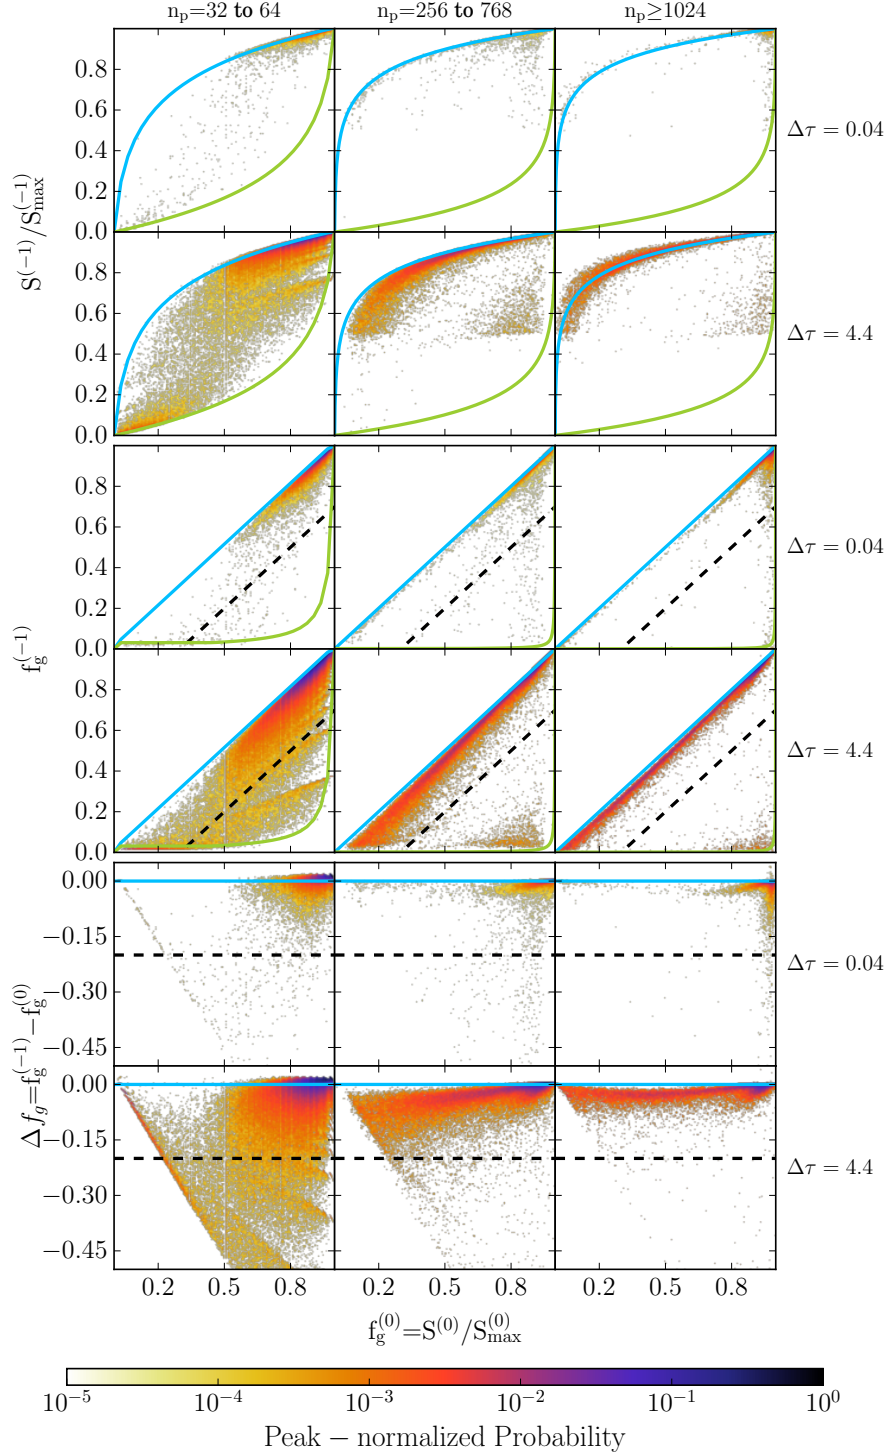 n_p=32 to 64 n_p=256 to 768 n_p≥1024
S^(−1)/S_max^(−1)
0.8
0.6
0.4
0.2
0.0
Δτ = 0.04
0.8
0.6
0.4
0.2
0.0
Δτ = 4.4
f_g^(−1)
0.8
0.6
0.4
0.2
0.0
Δτ = 0.04
0.8
0.6
0.4
0.2
0.0
Δτ = 4.4
Δf_g=f_g^(−1)−f_g^(0)
0.00
−0.15
−0.30
−0.45
Δτ = 0.04
0.00
−0.15
−0.30
−0.45
Δτ = 4.4
0.2 0.5 0.8 0.2 0.5 0.8 0.2 0.5 0.8
f_g^(0)=S^(0)/S_max^(0)
10^−5 10^−4 10^−3 10^−2 10^−1 10^0
Peak − normalized Probability